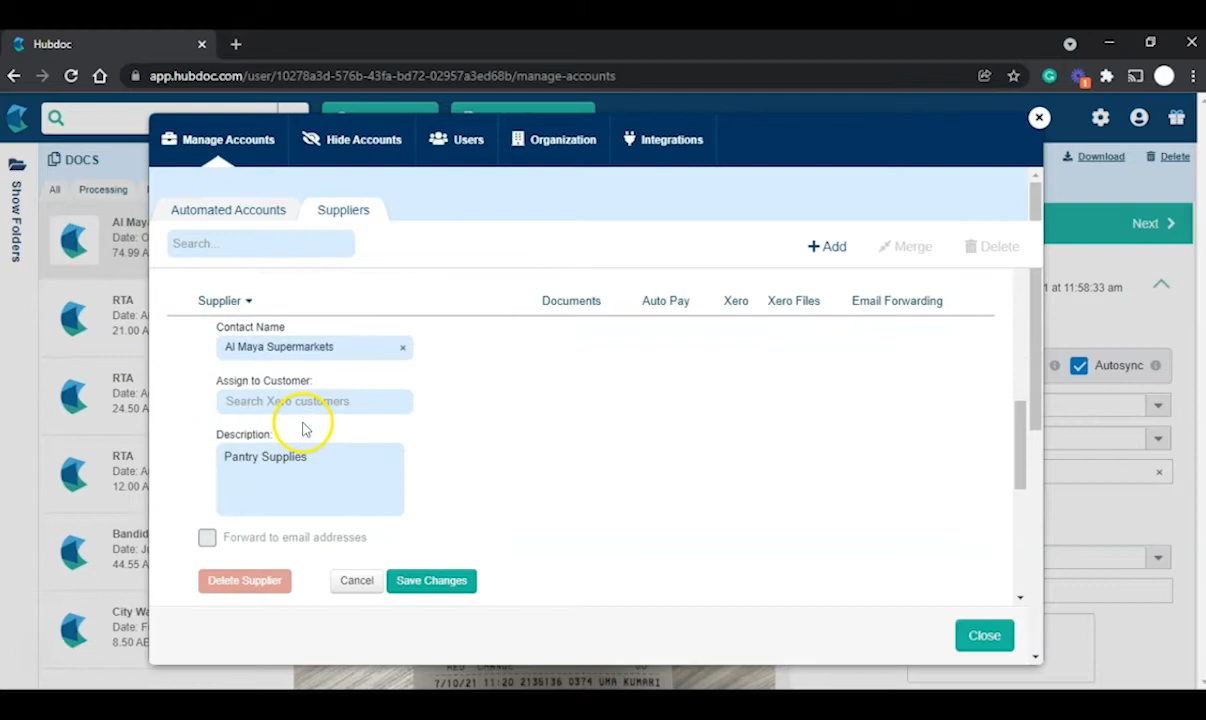 Hubdoc
app.hubdoc.com/user/10278a3d-576b-43fa-bd72-02957a3ed68b/manage-accounts
1
Manage Accounts
Hide Accounts
Users
Organization
Integrations
DOCS
Download
Delete
Show Folders
All
Processing
Automated Accounts
Suppliers
Search...
Add
Merge
Delete
Next
Al Maya
Date: O
74.99 A
1 at 11:58:33 am
Supplier
Documents
Auto Pay
Xero
Xero Files
Email Forwarding
RTA
Date: A
21.00 A
Contact Name
Al Maya Supermarkets
Autosync
Assign to Customer:
Search Xero customers
RTA
Date: A
24.50 A
Description:
Pantry Supplies
RTA
Date: A
12.00 A
Forward to email addresses
Bandid
Date: Ju
44.55 A
Delete Supplier
Cancel
Save Changes
City Wa
Date: F
8.50 AE
Close
7/10/21 11:20 2135136 0374 UMA KUMARI